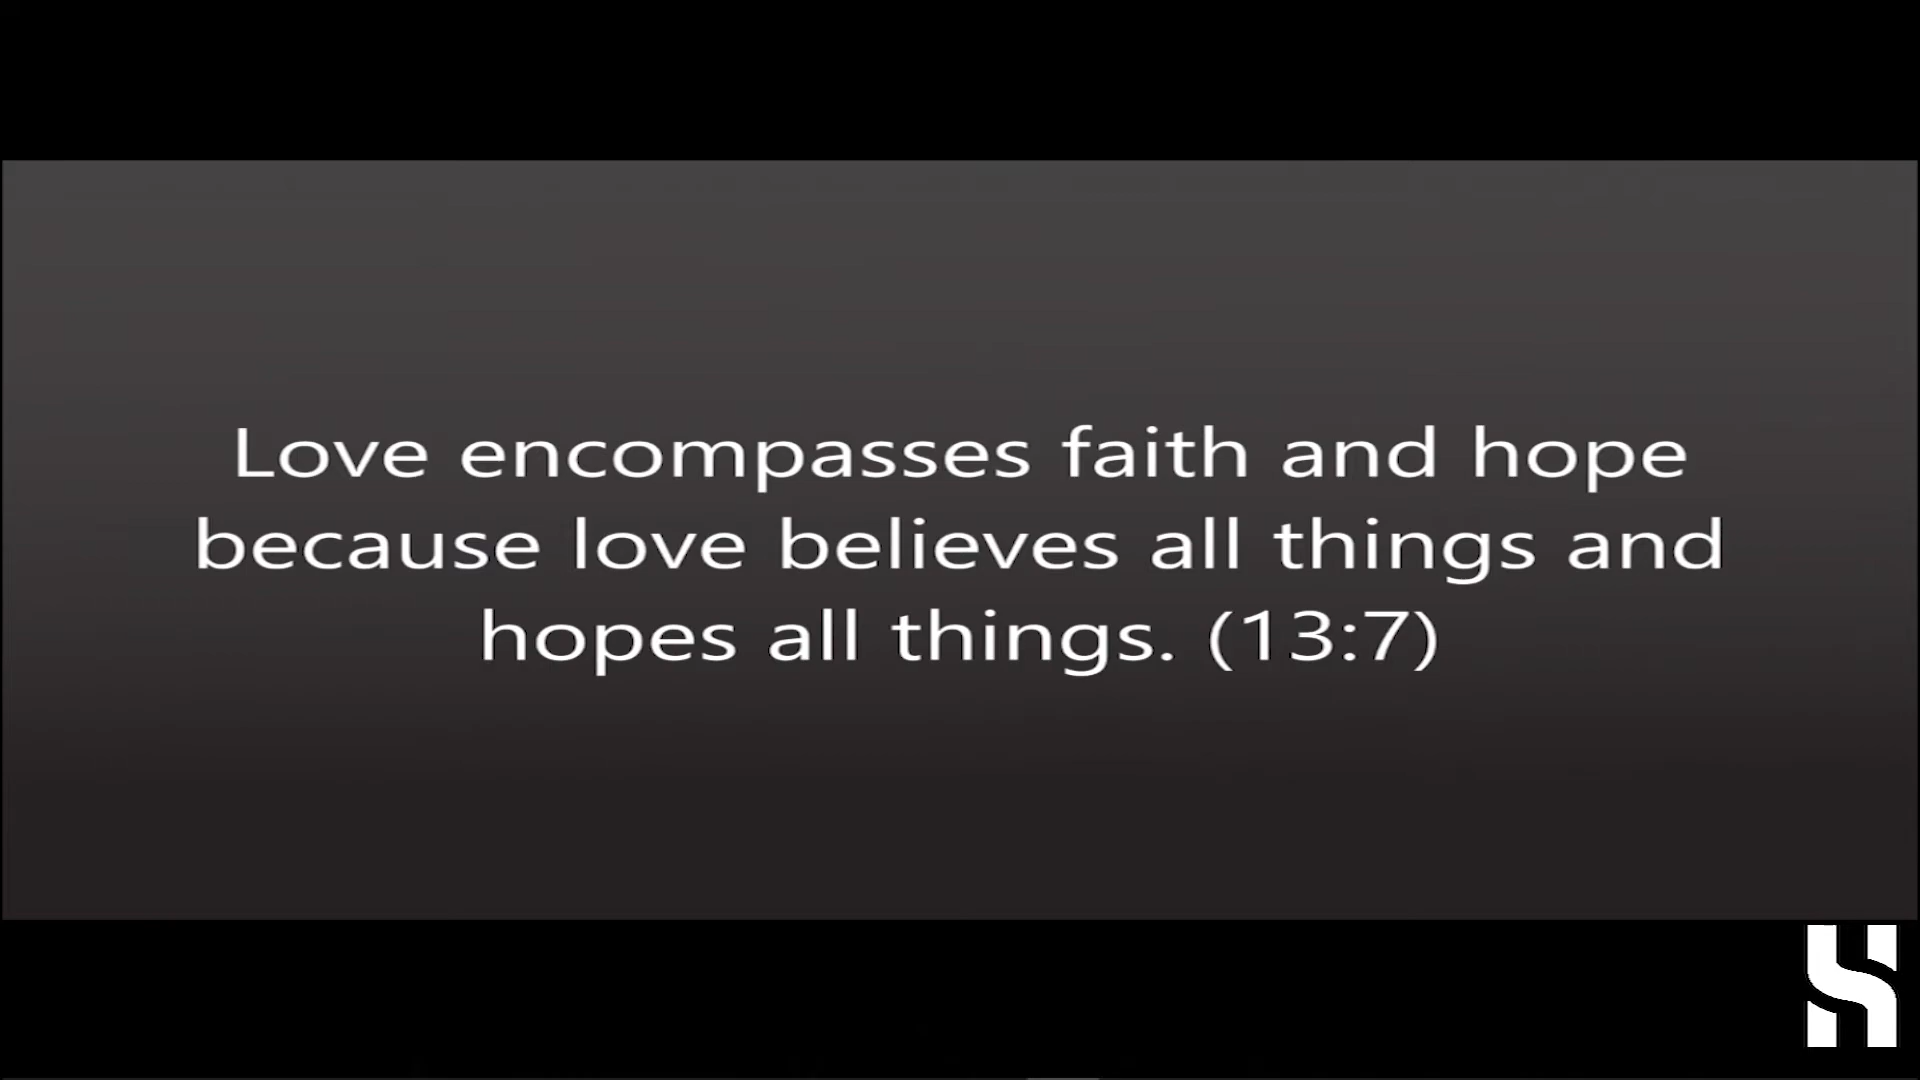 Love encompasses faith and hope
because love believes all things and
hopes all things. (13:7)